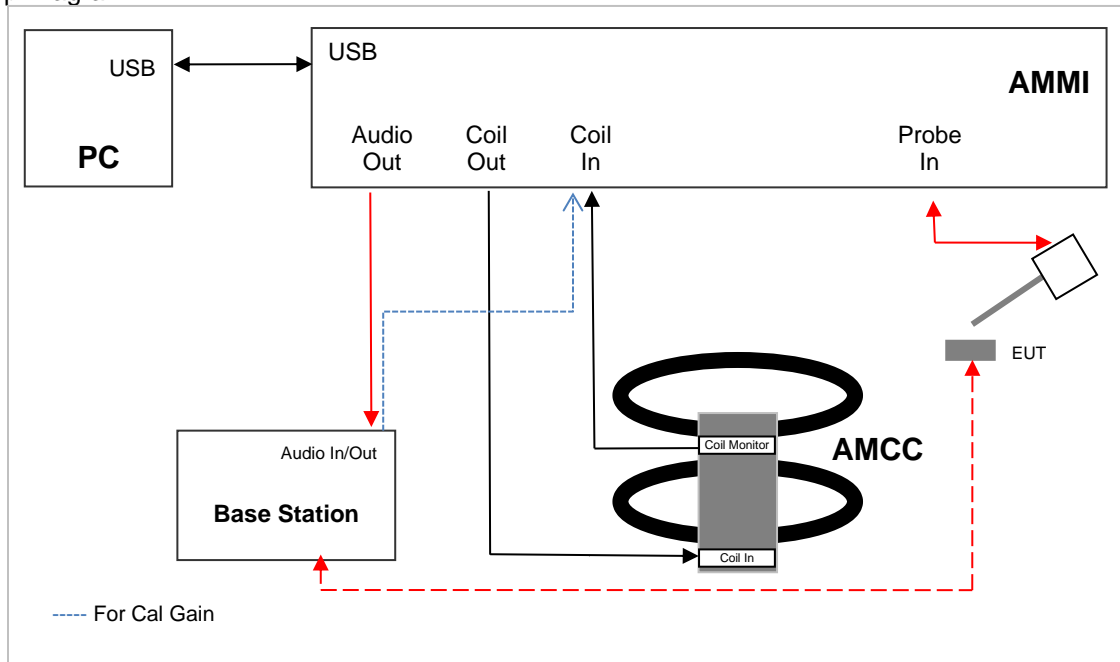 USB
PC
USB
AMMI
Audio
Out
Coil
Out
Coil
In
Probe
In
EUT
Coil Monitor
AMCC
Coil In
Audio In/Out
Base Station
For Cal Gain